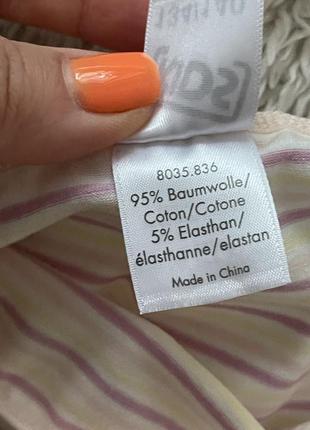 8035.836
95% Baumwolle/
Coton/Cotone
5% Elasthan/
élasthanne/elastan
Made in China